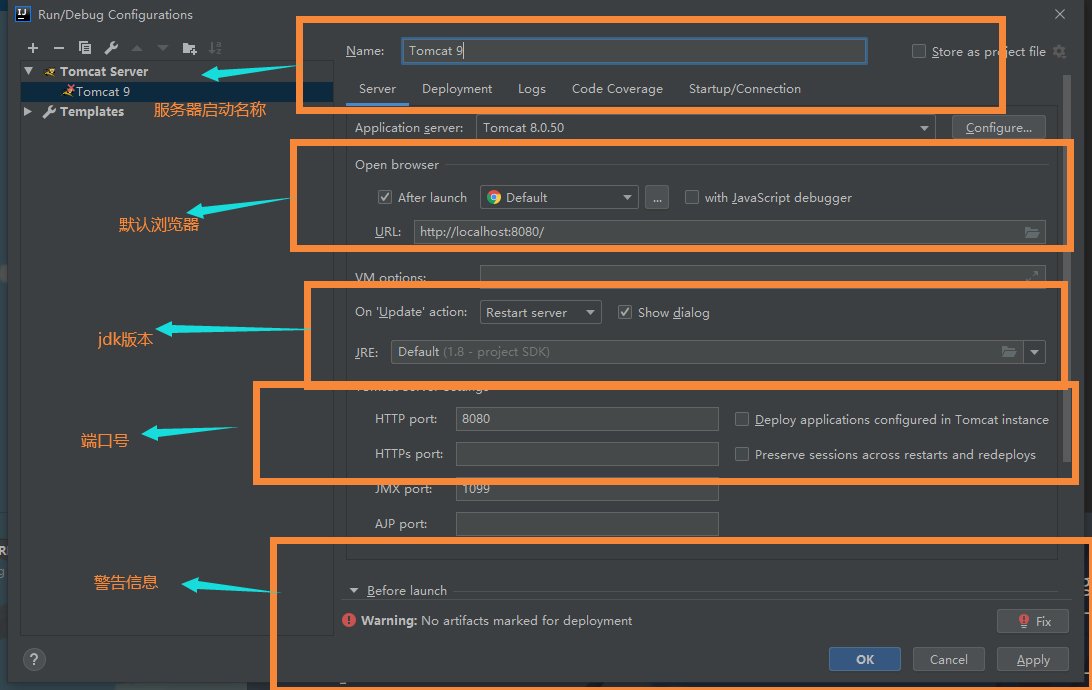 Run/Debug Configurations
Name: Tomcat 9
Store as project file
Tomcat Server
Tomcat 9
Templates
服务器启动名称
Server Deployment Logs Code Coverage Startup/Connection
Application server: Tomcat 8.0.50 Configure...
Open browser
After launch Default ... with JavaScript debugger
默认浏览器
URL: http://localhost:8080/
VM options:
On 'Update' action: Restart server Show dialog
jdk版本
JRE: Default (1.8 - project SDK)
Tomcat Server Settings
HTTP port: 8080 Deploy applications configured in Tomcat instance
端口号
HTTPs port: Preserve sessions across restarts and redeploys
JMX port: 1099
AJP port:
警告信息
Before launch
Warning: No artifacts marked for deployment Fix
? OK Cancel Apply